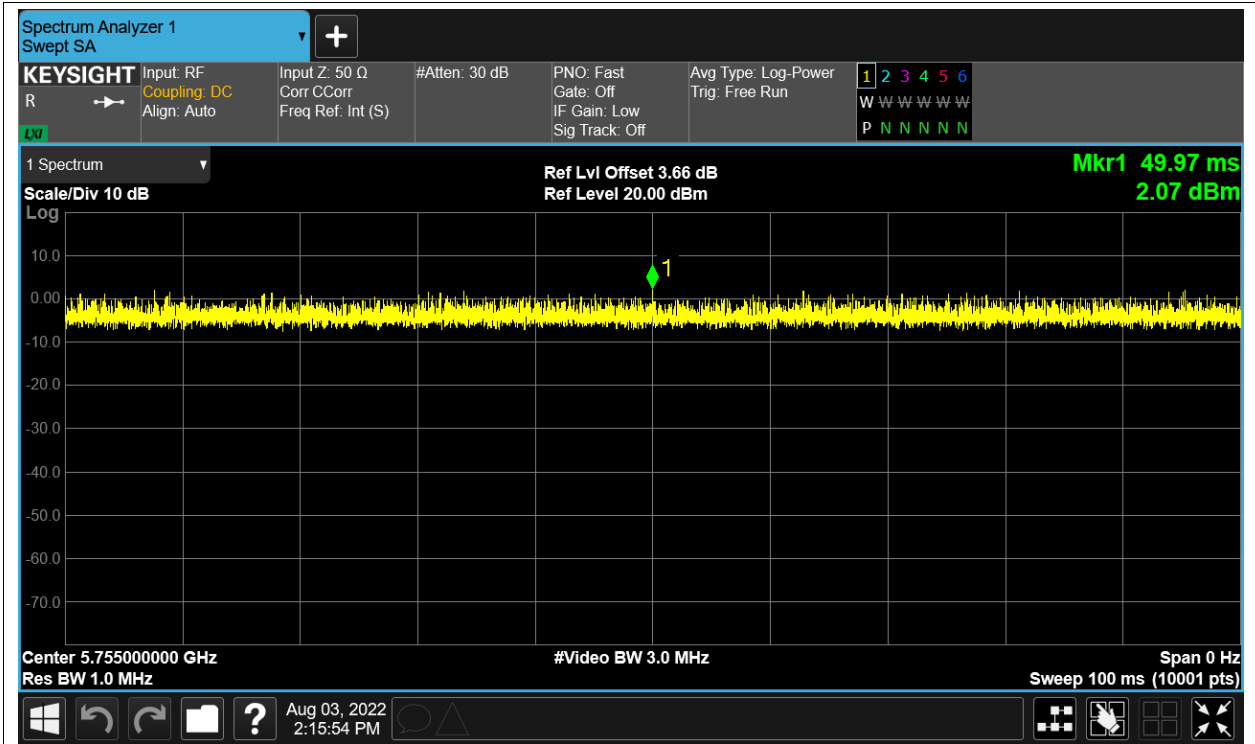 Spectrum Analyzer 1
Swept SA
KEYSIGHT
R
LXI
Input: RF
Coupling: DC
Align: Auto
Input Z: 50 Ω
Corr CCorr
Freq Ref: Int (S)
#Atten: 30 dB
PNO: Fast
Gate: Off
IF Gain: Low
Sig Track: Off
Avg Type: Log-Power
Trig: Free Run
1 2 3 4 5 6
W W W W W W
P N N N N N
1 Spectrum
Scale/Div 10 dB
Log
Ref Lvl Offset 3.66 dB
Ref Level 20.00 dBm
Mkr1 49.97 ms
2.07 dBm
1
10.0
0.00
-10.0
-20.0
-30.0
-40.0
-50.0
-60.0
-70.0
Center 5.755000000 GHz
#Video BW 3.0 MHz
Span 0 Hz
Res BW 1.0 MHz
Sweep 100 ms (10001 pts)
?
Aug 03, 2022
2:15:54 PM